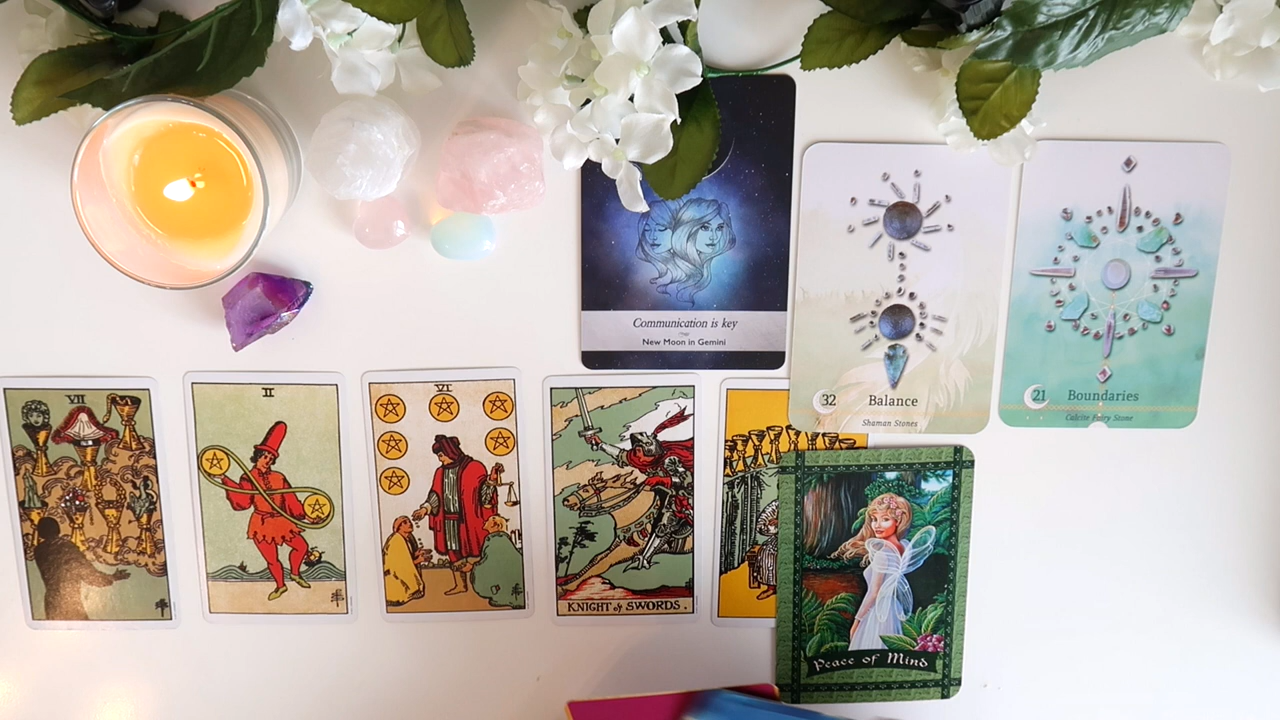 Communication is key
New Moon in Gemini
32 Balance
Shaman Stones
21 Boundaries
Calcite Fairy Stone
VII
II
VI
KNIGHT of SWORDS.
Peace of Mind